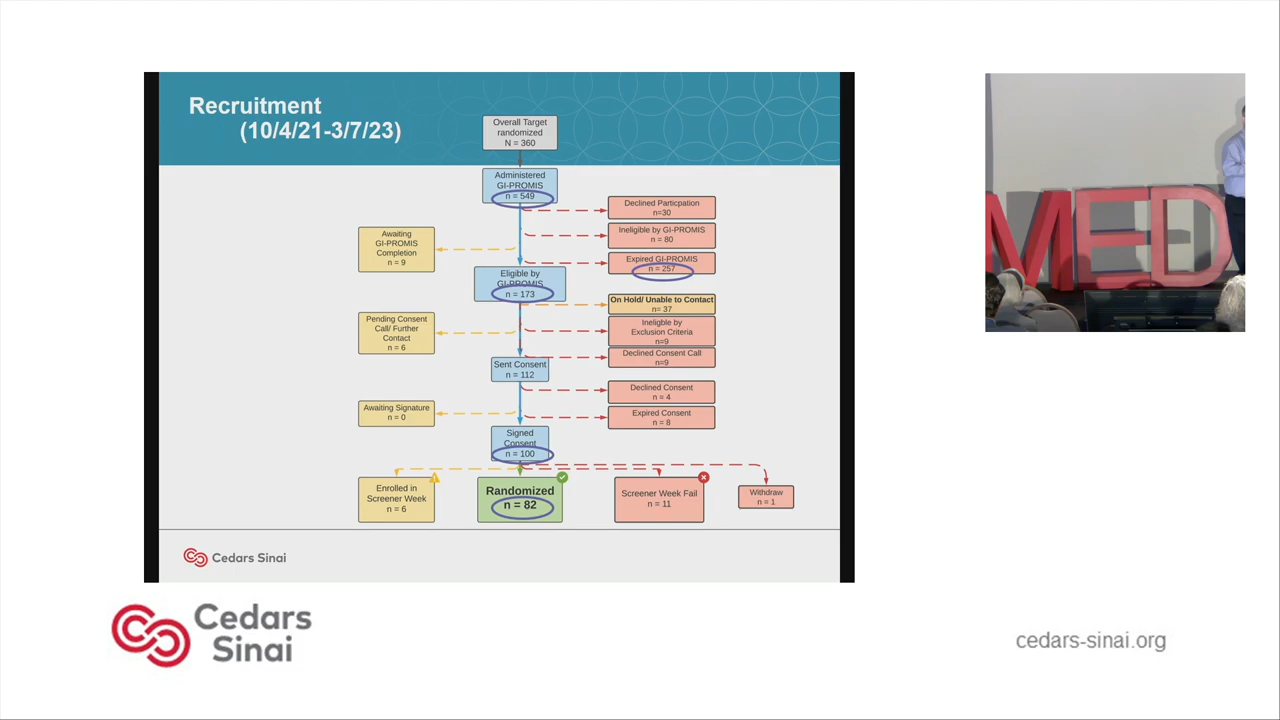 Recruitment
(10/4/21-3/7/23)
Overall Target
randomized
N = 360
Administered
GI-PROMIS
n = 549
Declined Particpation
n=30
Ineligible by GI-PROMIS
n = 80
Expired GI-PROMIS
n = 257
Awaiting
GI-PROMIS
Completion
n = 9
Eligible by
GI-PROMIS
n = 173
On Hold/ Unable to Contact
n= 37
Ineligible by
Exclusion Criteria
n=9
Declined Consent Call
n=9
Pending Consent
Call/ Further
Contact
n = 6
Sent Consent
n = 112
Declined Consent
n = 4
Expired Consent
n = 8
Awaiting Signature
n = 0
Signed
Consent
n = 100
Enrolled in
Screener Week
n = 6
Randomized
n = 82
Screener Week Fail
n = 11
Withdraw
n = 1
Cedars Sinai
MED
Cedars
Sinai
cedars-sinai.org